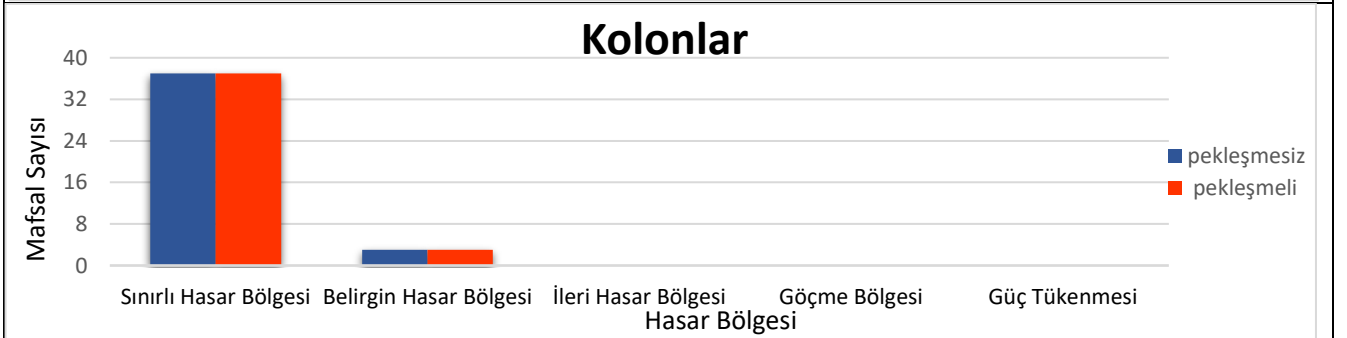 Kolonlar
40
32
24
16
8
0
Mafsal Sayısı
Sınırlı Hasar Bölgesi
Belirgin Hasar Bölgesi
İleri Hasar Bölgesi
Göçme Bölgesi
Güç Tükenmesi
Hasar Bölgesi
pekleşmesiz
pekleşmeli